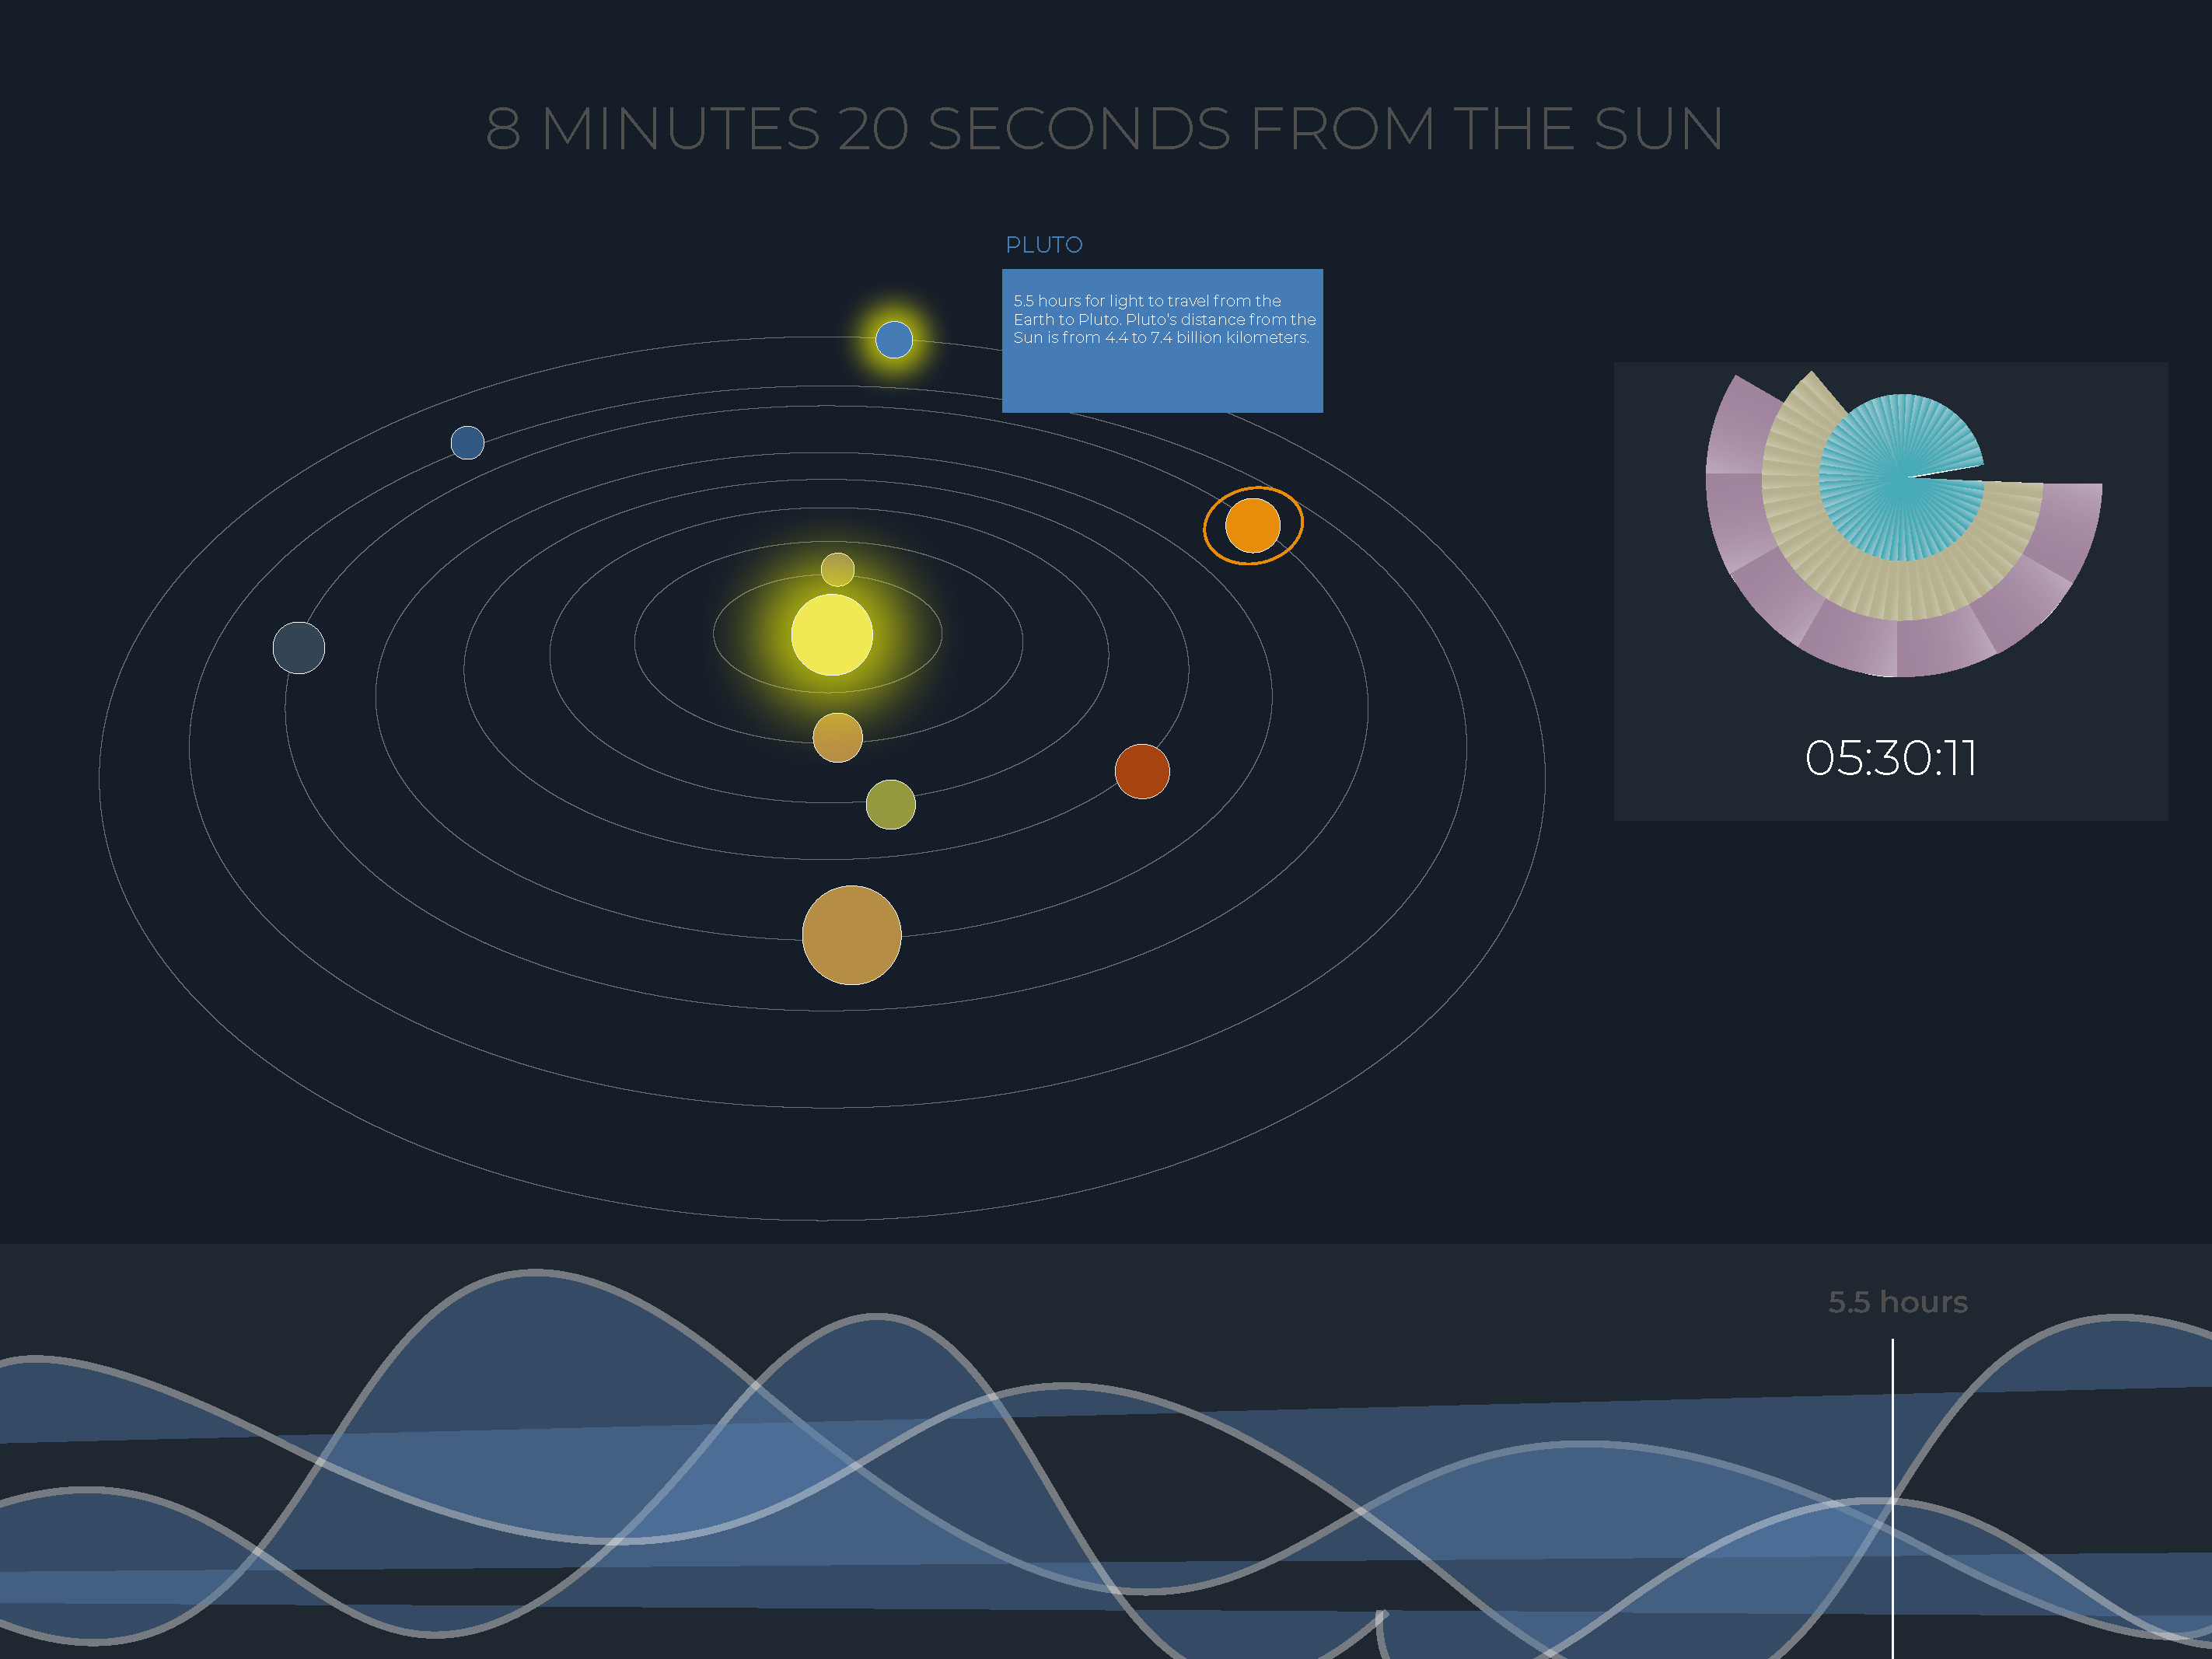 8 MINUTES 20 SECONDS FROM THE SUN
PLUTO
5.5 hours for light to travel from the
Earth to Pluto. Pluto's distance from the
Sun is from 4.4 to 7.4 billion kilometers.
05:30:11
5.5 hours